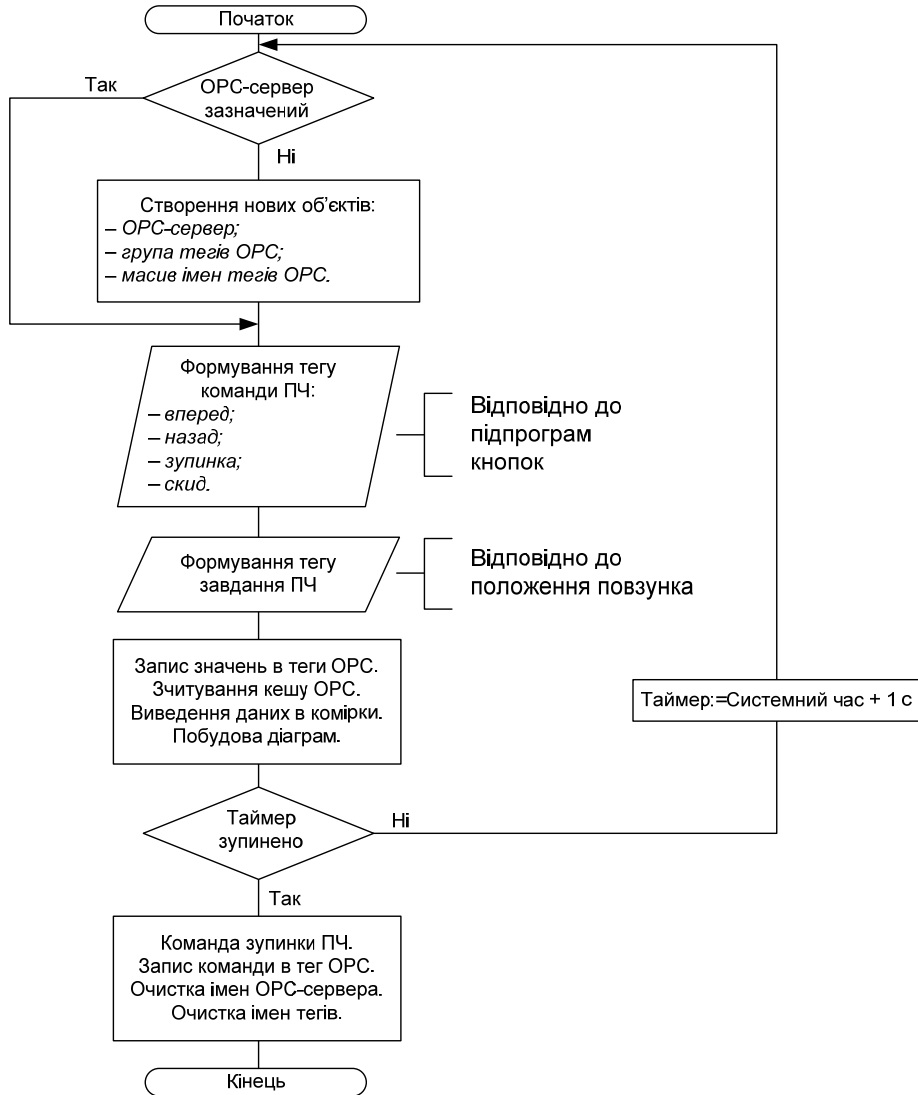 Початок
Так
ОРС-сервер
зазначений
Ні
Створення нових об’єктів:
– ОРС-сервер;
– група тегів ОРС;
– масив імен тегів ОРС.
Формування тегу
команди ПЧ:
– вперед;
– назад;
– зупинка;
– скид.
Відповідно до
підпрограм
кнопок
Формування тегу
завдання ПЧ
Відповідно до
положення повзунка
Запис значень в теги ОРС.
Зчитування кешу ОРС.
Виведення даних в комірки.
Побудова діаграм.
Таймер:=Системний час + 1 с
Таймер
зупинено
Ні
Так
Команда зупинки ПЧ.
Запис команди в тег ОРС.
Очистка імен ОРС-сервера.
Очистка імен тегів.
Кінець